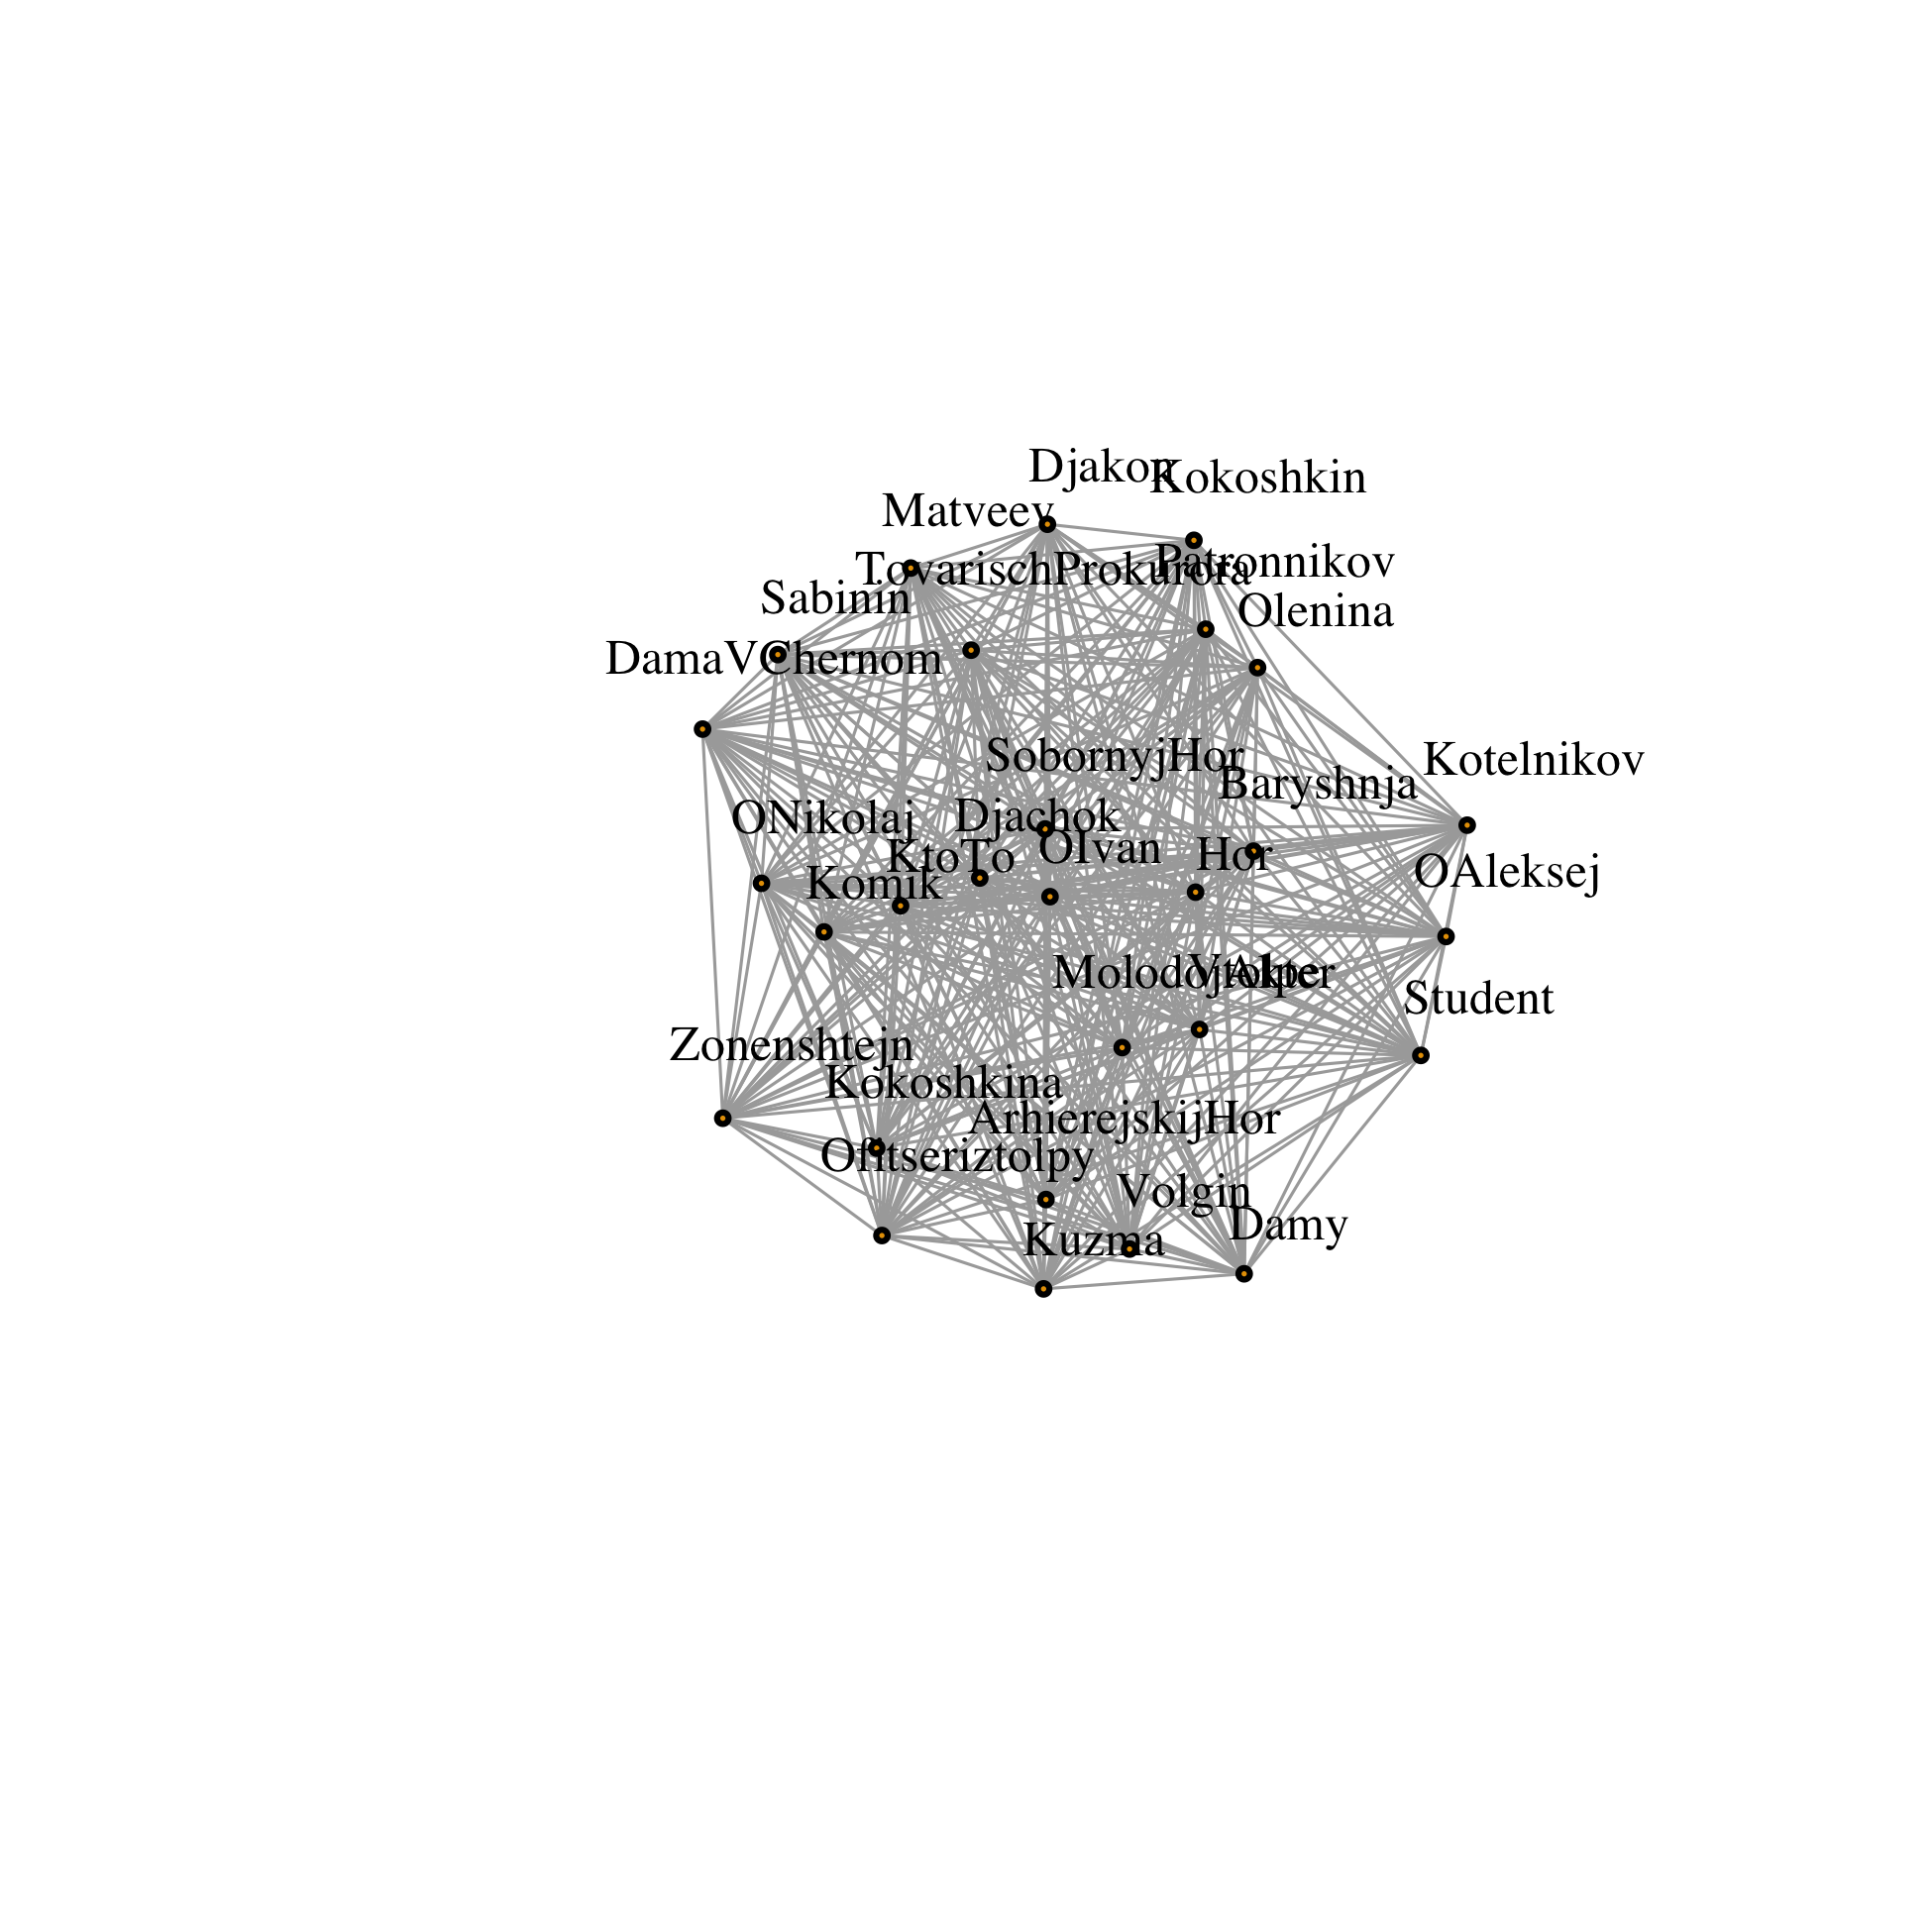 Djakon
Kokoshkin
Matveev
Patronnikov
TovarischProkurora
Sabinin
Olenina
DamaVChernom
SobornyjHor
Kotelnikov
Baryshnja
ONikolaj
Djachok
OIvan
Hor
KtoTo
OAleksej
Komik
MolodojAkter
Student
Zonenshtejn
Kokoshkina
ArhierejskijHor
Ofitseriztolpy
Volgin
Damy
Kuzma